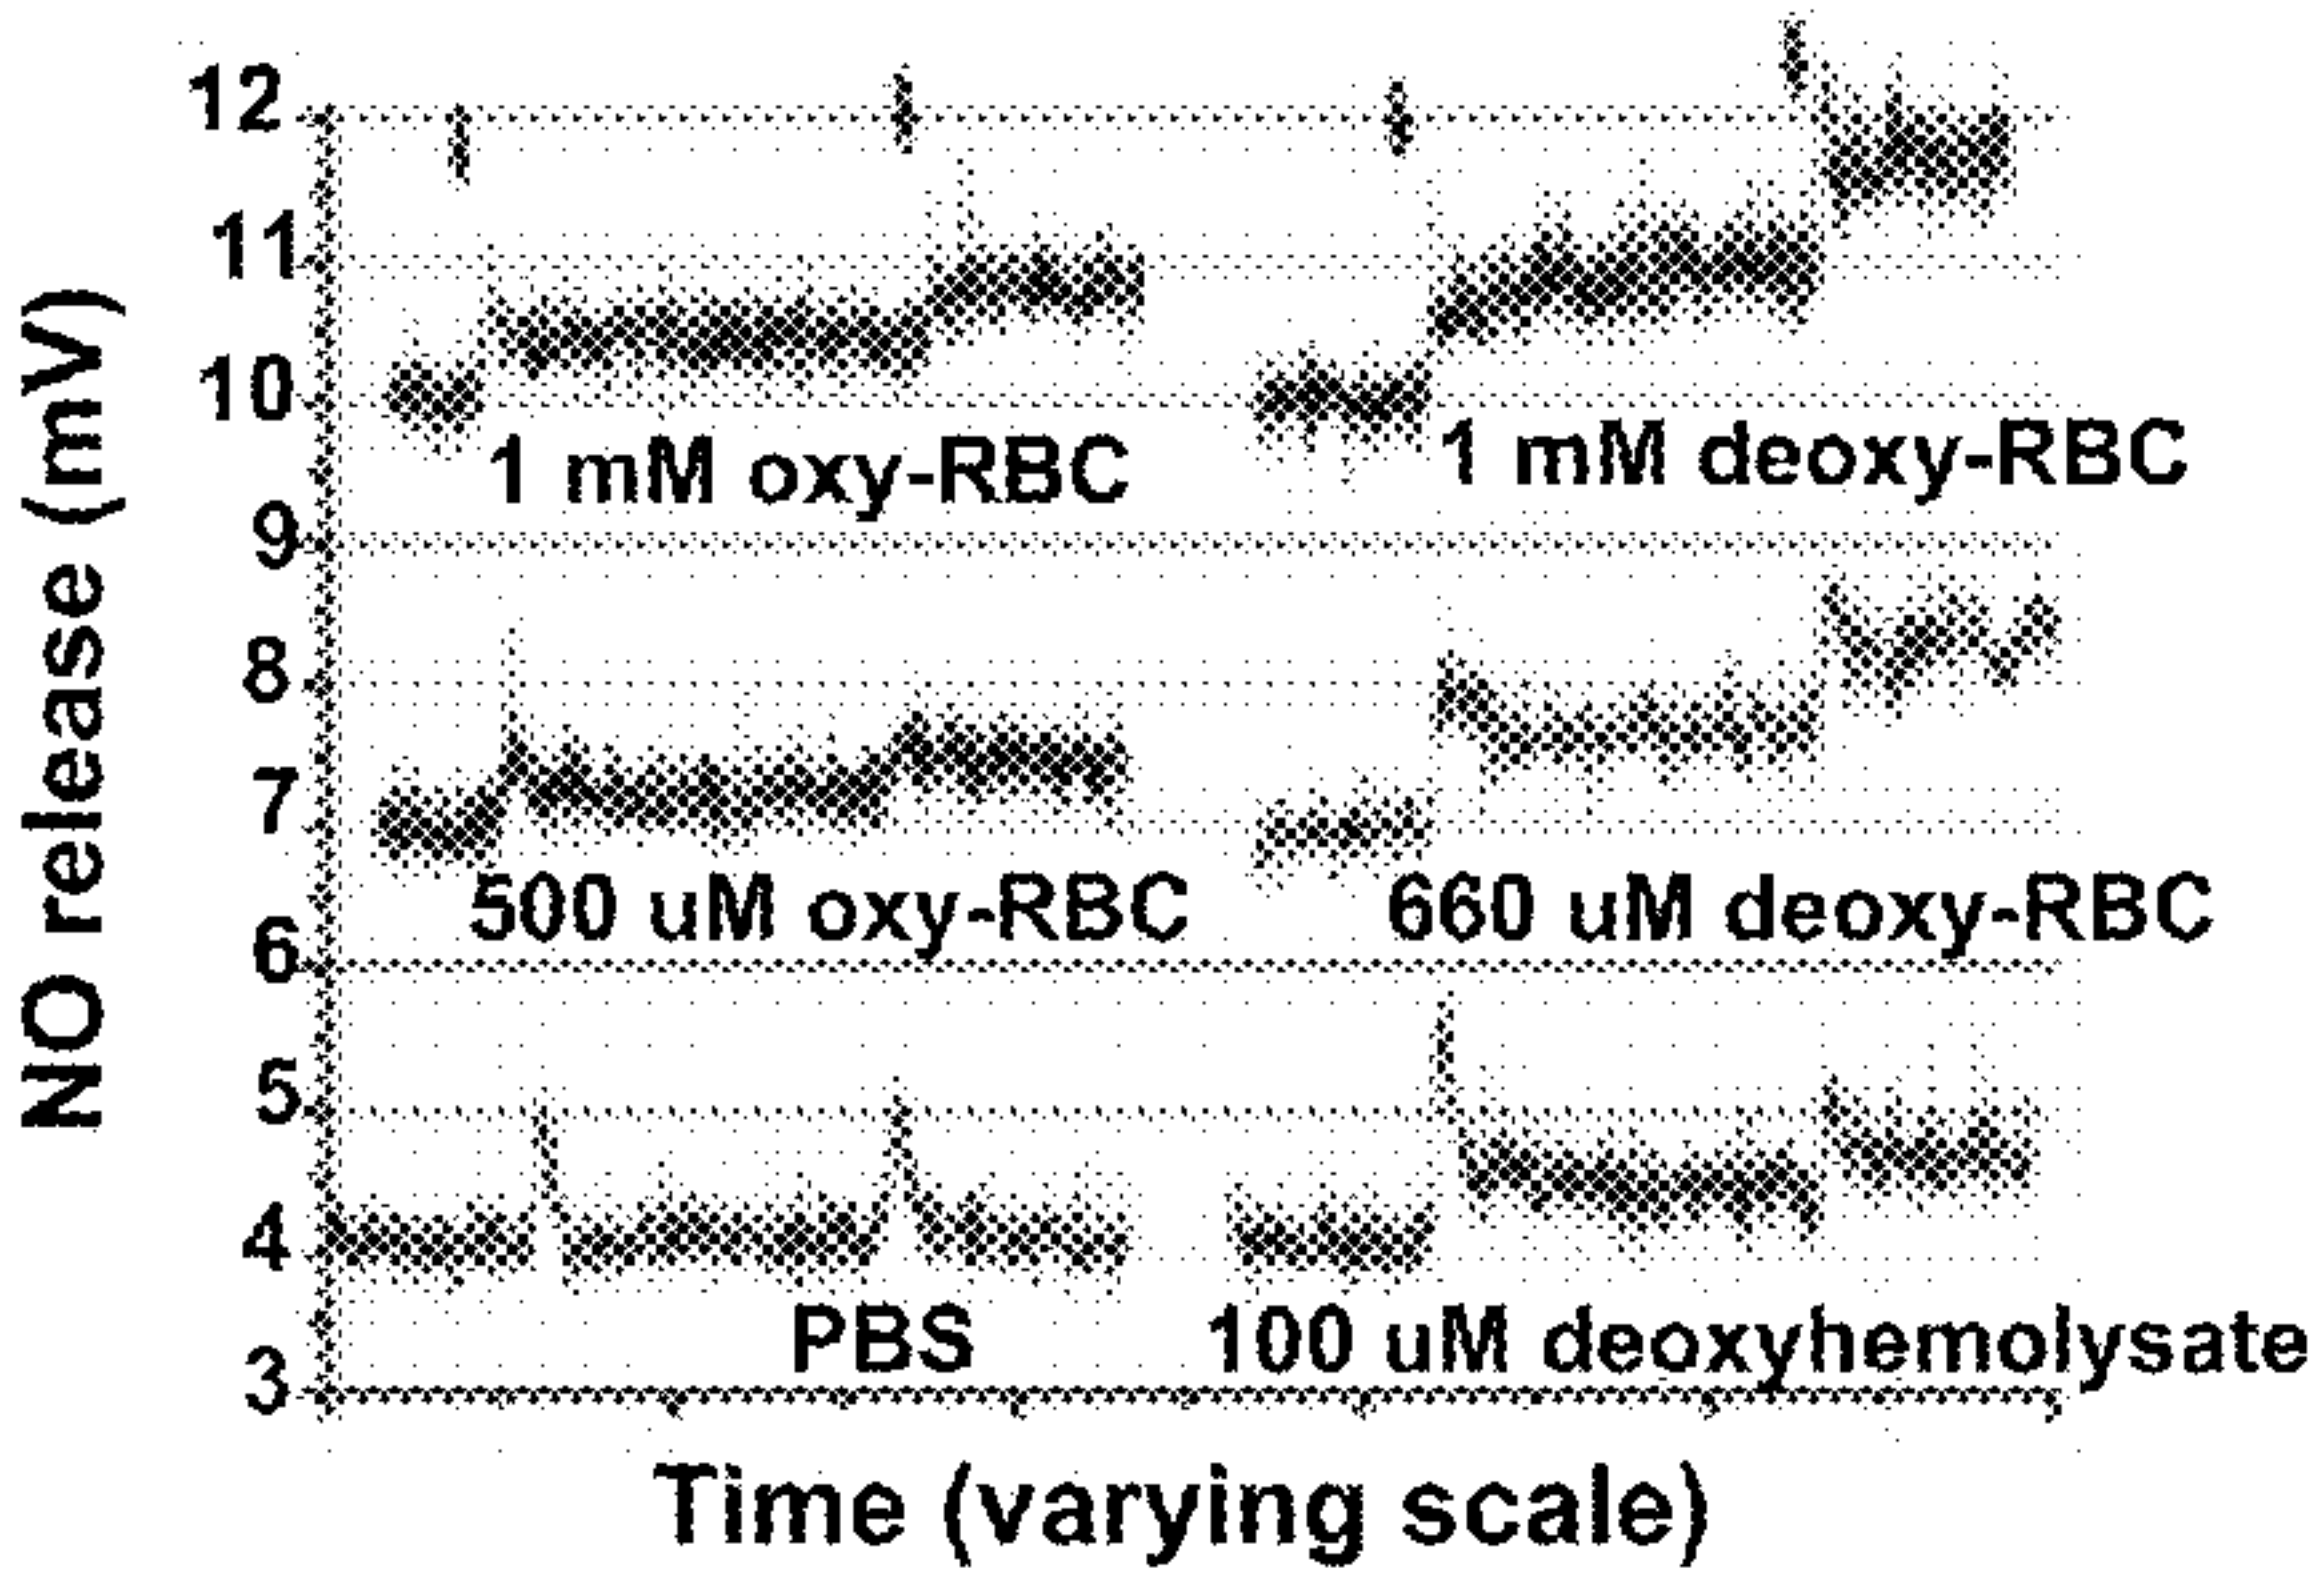 NO release (mV)
12
11
10
1 mM oxy-RBC
1 mM deoxy-RBC
9
8
7
500 uM oxy-RBC
660 uM deoxy-RBC
6
5
4
PBS
100 uM deoxyhemolysate
3
Time (varying scale)